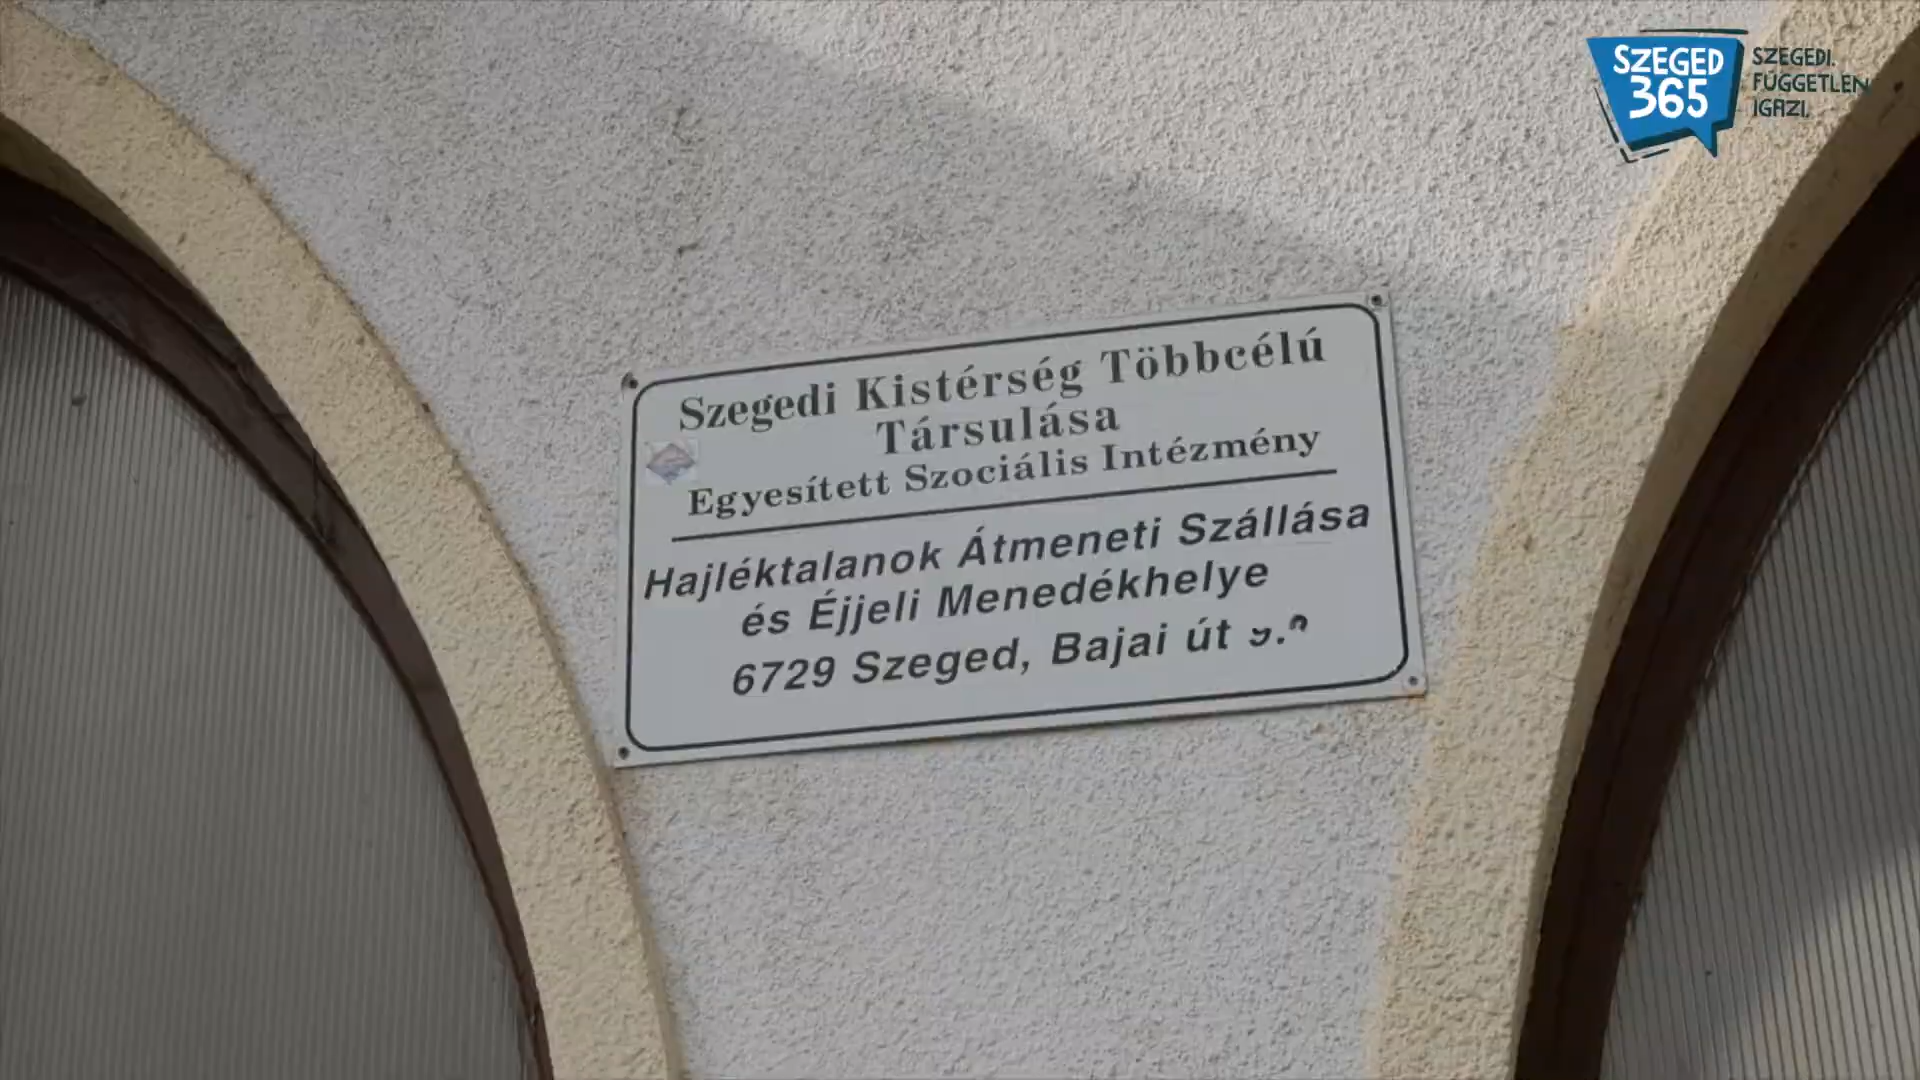 SZEGED
365
SZEGEDI.
FÜGGETLEN.
IGAZI.
Szegedi Kistérség Többcélú
Társulása
Egyesített Szociális Intézmény
Hajléktalanok Átmeneti Szállása
és Éjjeli Menedékhelye
6729 Szeged, Bajai út